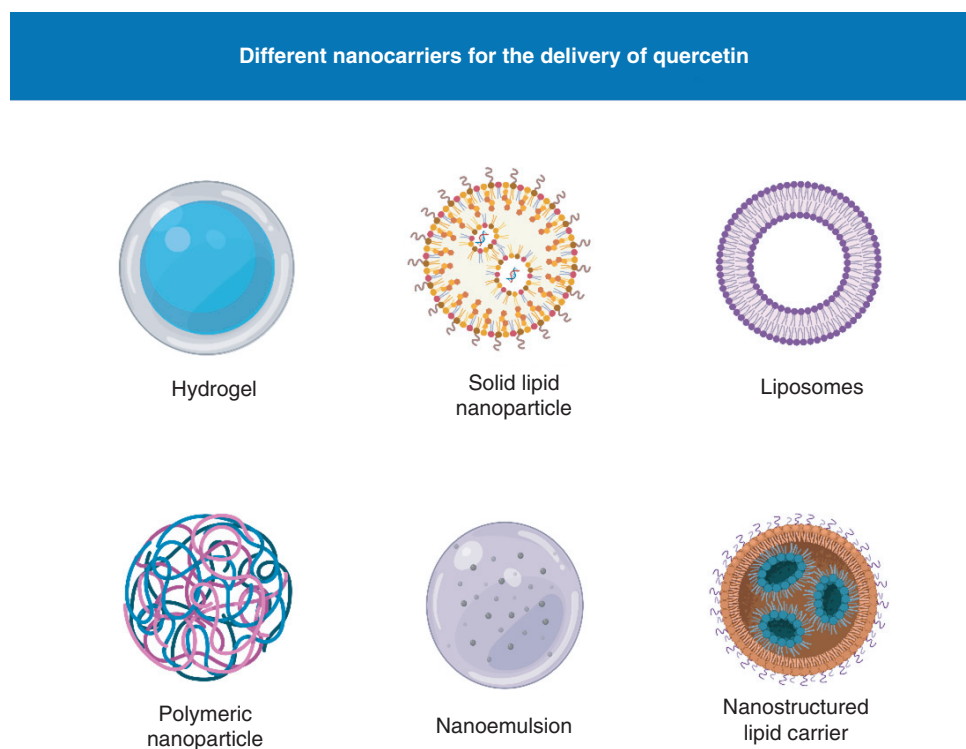 Different nanocarriers for the delivery of quercetin
Hydrogel
Solid lipid
nanoparticle
Liposomes
Polymeric
nanoparticle
Nanoemulsion
Nanostructured
lipid carrier